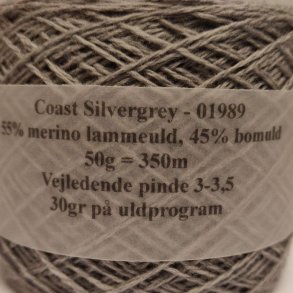 Coast Silvergrey - 01989
55% merino lammeuld, 45% bomuld
50g = 350m
Vejledende pinde 3-3,5
30gr på uldprogram